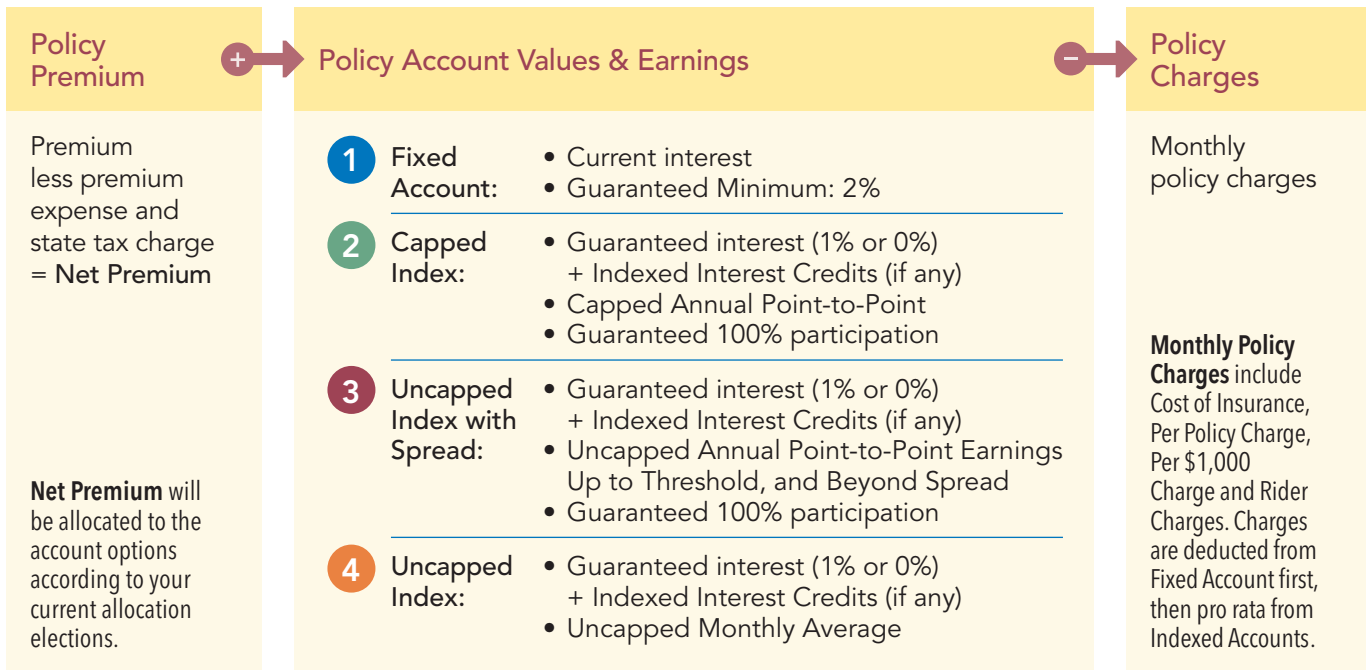 Policy
Premium
+
Policy Account Values & Earnings
−
Policy
Charges
Premium
less premium
expense and
state tax charge
= Net Premium
Net Premium will
be allocated to the
account options
according to your
current allocation
elections.
1 Fixed • Current interest
Account: • Guaranteed Minimum: 2%
2 Capped • Guaranteed interest (1% or 0%)
Index: + Indexed Interest Credits (if any)
• Capped Annual Point-to-Point
• Guaranteed 100% participation
3 Uncapped • Guaranteed interest (1% or 0%)
Index with + Indexed Interest Credits (if any)
Spread: • Uncapped Annual Point-to-Point Earnings
Up to Threshold, and Beyond Spread
• Guaranteed 100% participation
4 Uncapped • Guaranteed interest (1% or 0%)
Index: + Indexed Interest Credits (if any)
• Uncapped Monthly Average
Monthly
policy charges
Monthly Policy
Charges include
Cost of Insurance,
Per Policy Charge,
Per $1,000
Charge and Rider
Charges. Charges
are deducted from
Fixed Account first,
then pro rata from
Indexed Accounts.